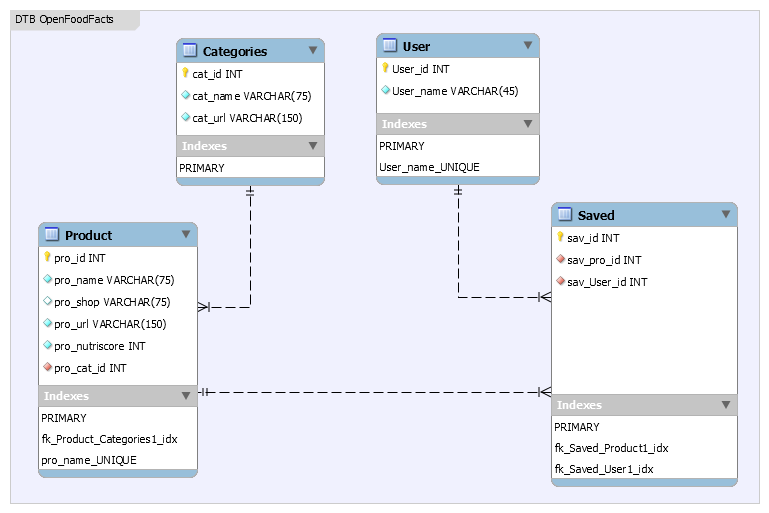 DTB OpenFoodFacts
Categories
cat_id INT
cat_name VARCHAR(75)
cat_url VARCHAR(150)
Indexes
PRIMARY
User
User_id INT
User_name VARCHAR(45)
Indexes
PRIMARY
User_name_UNIQUE
Product
pro_id INT
pro_name VARCHAR(75)
pro_shop VARCHAR(75)
pro_url VARCHAR(150)
pro_nutriscore INT
pro_cat_id INT
Indexes
PRIMARY
fk_Product_Categories1_idx
pro_name_UNIQUE
Saved
sav_id INT
sav_pro_id INT
sav_User_id INT
Indexes
PRIMARY
fk_Saved_Product1_idx
fk_Saved_User1_idx